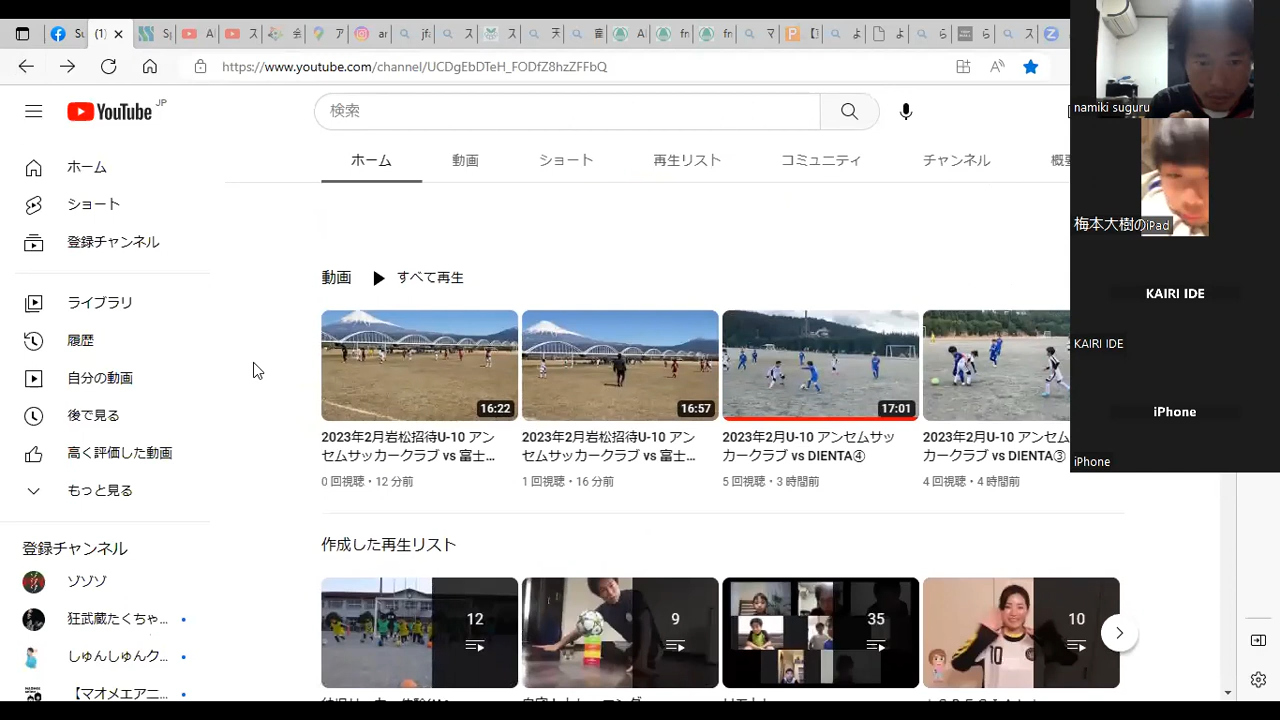 (1)
https://www.youtube.com/channel/UCDgEbDTeH_FODfZ8hzZFFbQ
namiki suguru
YouTube JP
検索
梅本大樹のiPad
ホーム
動画
ショート
再生リスト
コミュニティ
チャンネル
概要
ホーム
ショート
登録チャンネル
ライブラリ
履歴
自分の動画
後で見る
高く評価した動画
もっと見る
登録チャンネル
ゾゾゾ
狂武蔵たくちゃ...
しゅんしゅんク...
【マオメエアニ...
動画 すべて再生
16:22
16:57
17:01
2023年2月岩松招待U-10 アン
セムサッカークラブ vs 富士...
0 回視聴・12 分前
2023年2月岩松招待U-10 アン
セムサッカークラブ vs 富士...
1 回視聴・16 分前
2023年2月U-10 アンセムサッ
カークラブ vs DIENTA④
5 回視聴・3 時間前
2023年2月U-10 アンセム
カークラブ vs DIENTA③
4 回視聴・4 時間前
KAIRI IDE
KAIRI IDE
iPhone
iPhone
作成した再生リスト
12
9
35
10